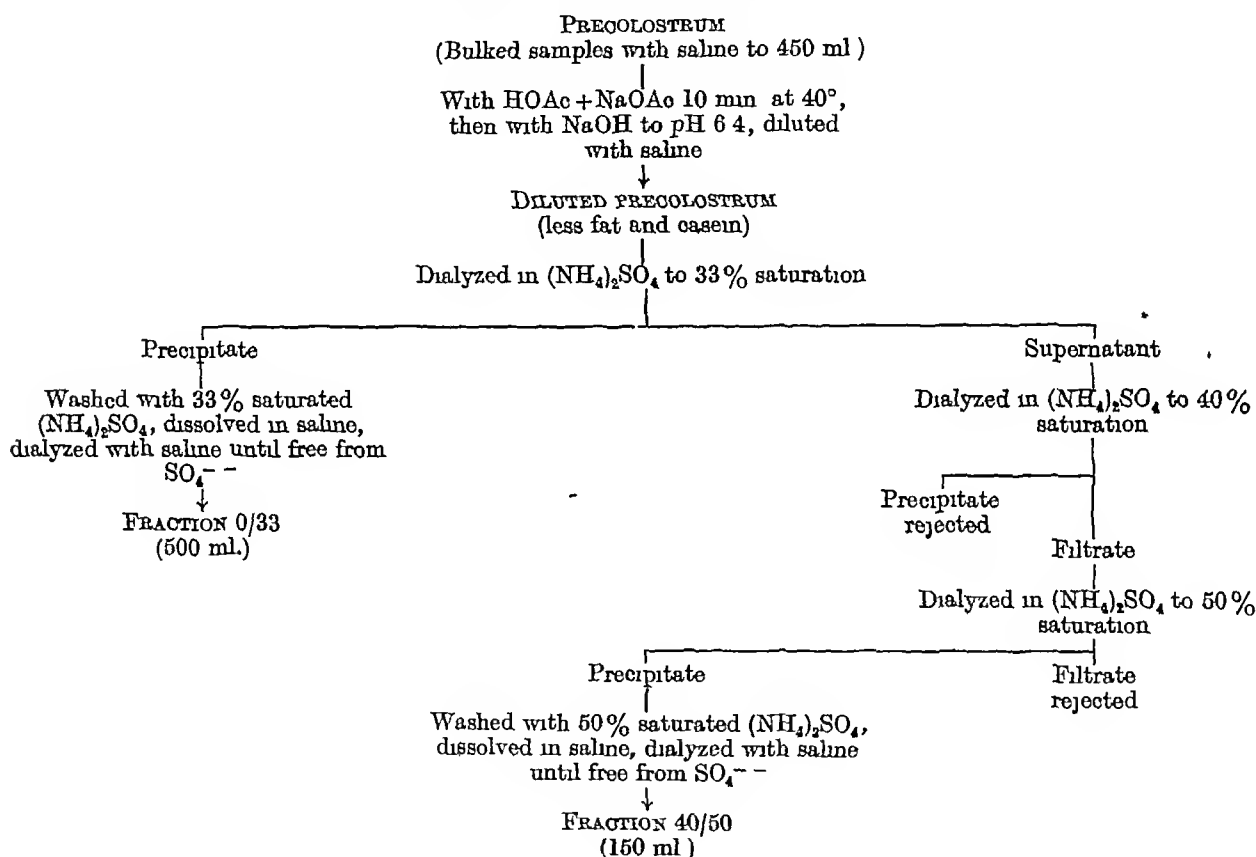 PRECOLOSTRUM
(Bulked samples with saline to 450 ml )
With HOAc + NaOAc 10 min at 40°,
then with NaOH to pH 6 4, diluted
with saline
DILUTED PRECOLOSTRUM
(less fat and casein)
Dialyzed in (NH₄)₂SO₄ to 33% saturation
Precipitate
Washed with 33% saturated
(NH₄)₂SO₄, dissolved in saline,
dialyzed with saline until free from
SO₄⁻ ⁻
FRACTION 0/33
(500 ml.)
Supernatant
Dialyzed in (NH₄)₂SO₄ to 40%
saturation
Precipitate
rejected
Filtrate
Dialyzed in (NH₄)₂SO₄ to 50%
saturation
Precipitate
Washed with 50% saturated (NH₄)₂SO₄,
dissolved in saline, dialyzed with saline
until free from SO₄⁻ ⁻
FRACTION 40/50
(150 ml )
Filtrate
rejected